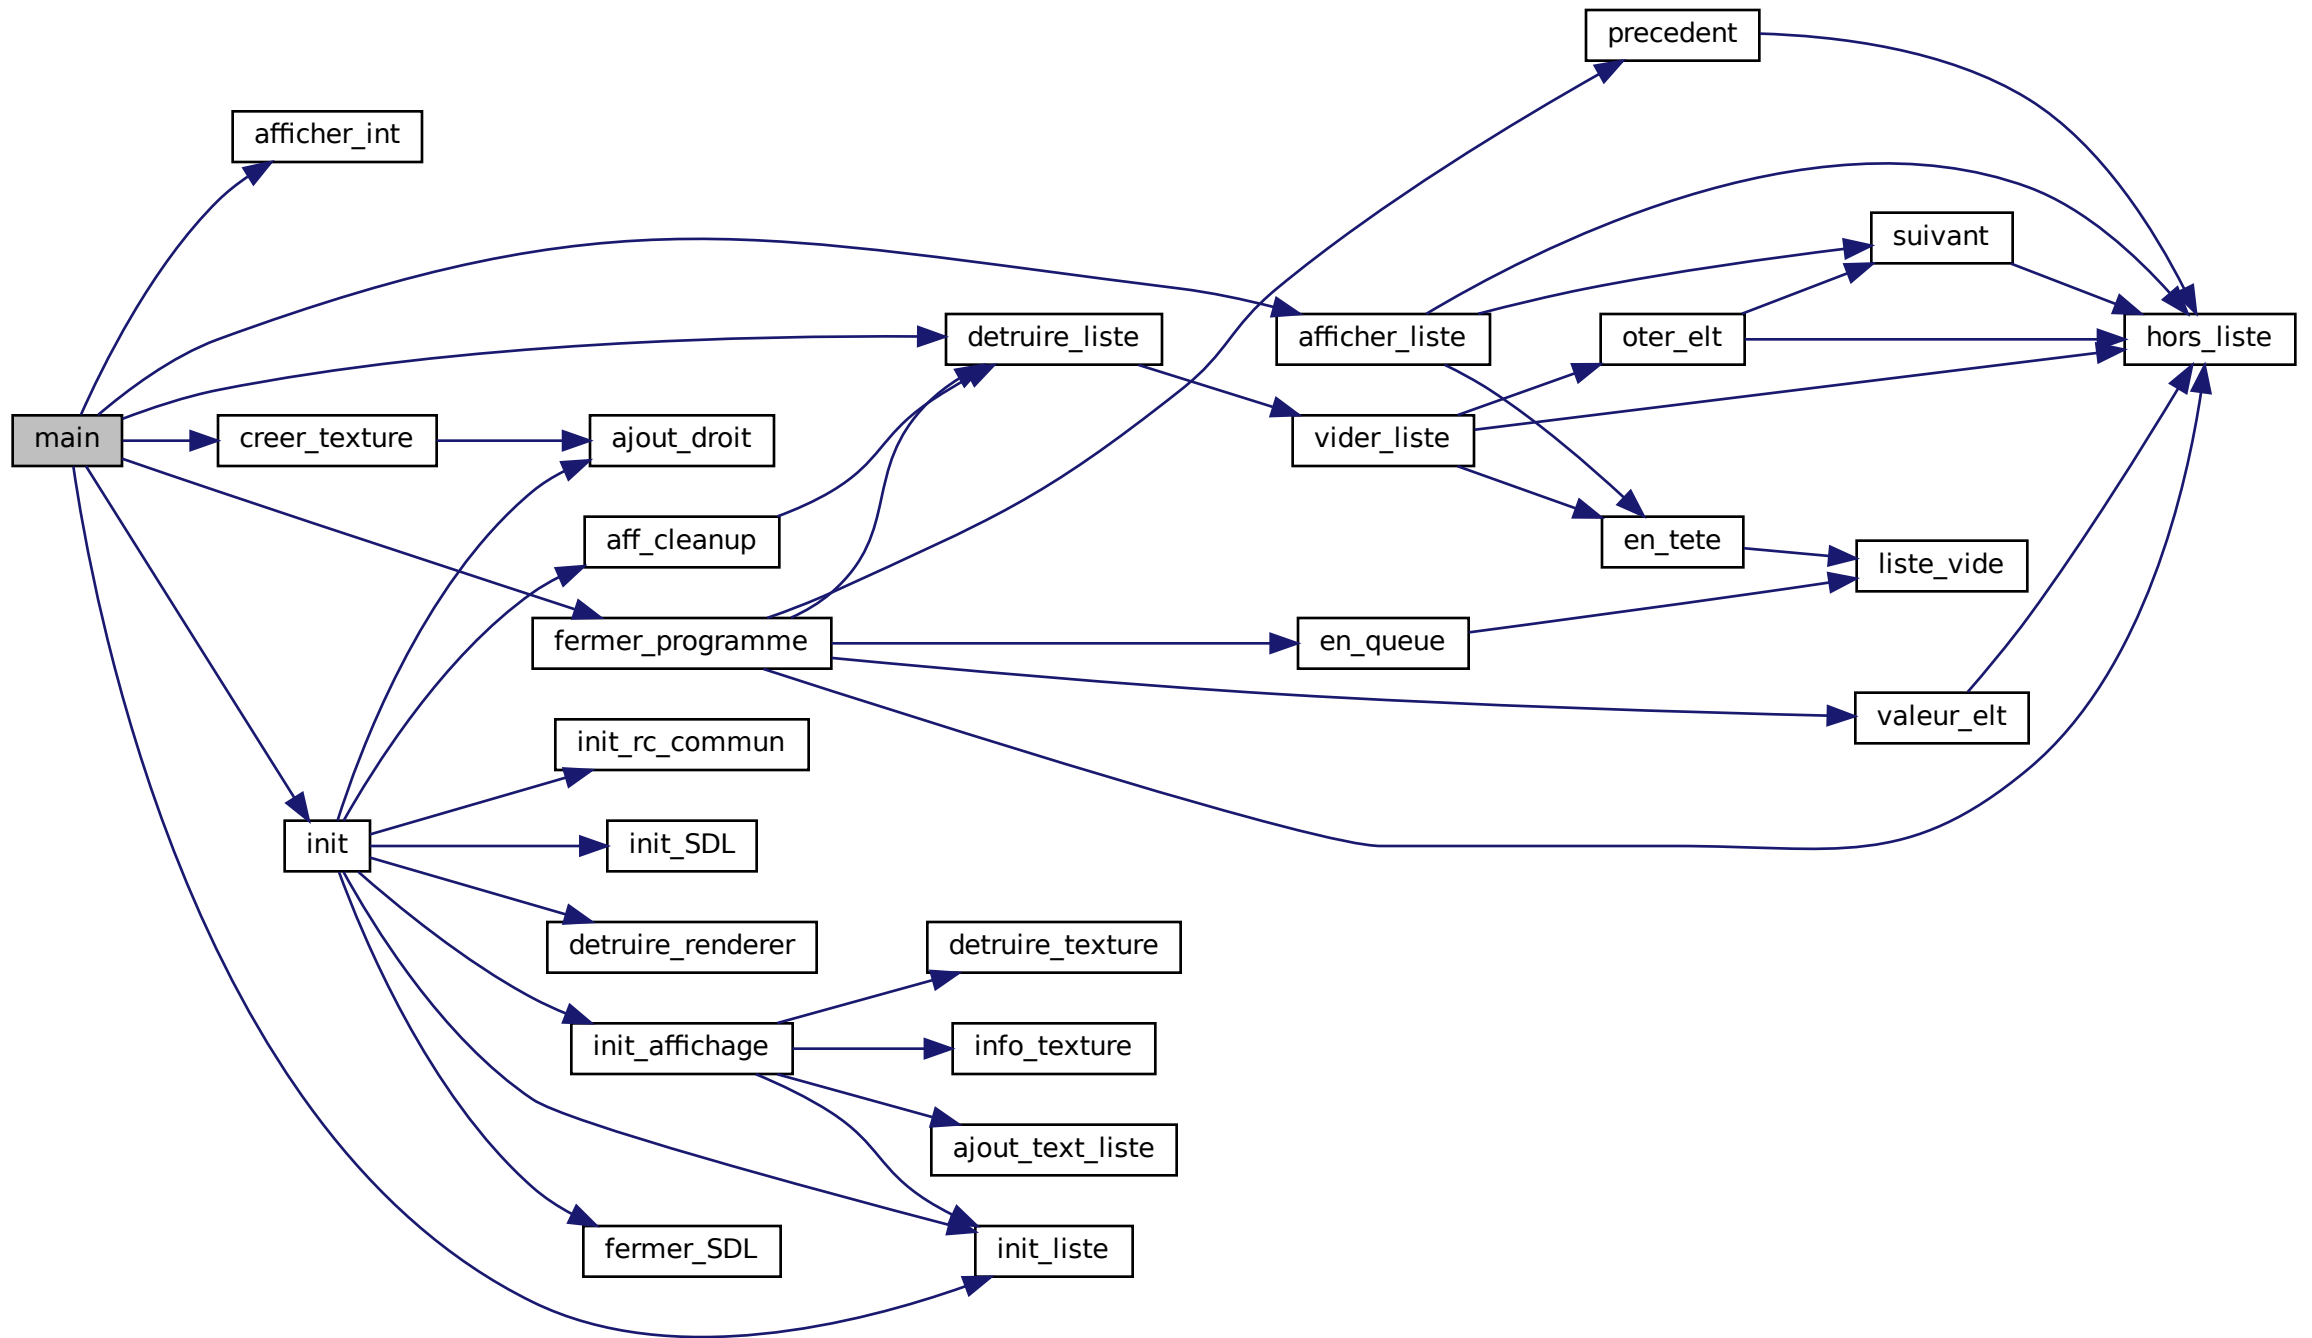 precedent
afficher_int
suivant
detruire_liste
afficher_liste
oter_elt
hors_liste
main
creer_texture
ajout_droit
vider_liste
aff_cleanup
en_tete
liste_vide
fermer_programme
en_queue
valeur_elt
init_rc_commun
init
init_SDL
detruire_renderer
detruire_texture
init_affichage
info_texture
ajout_text_liste
fermer_SDL
init_liste